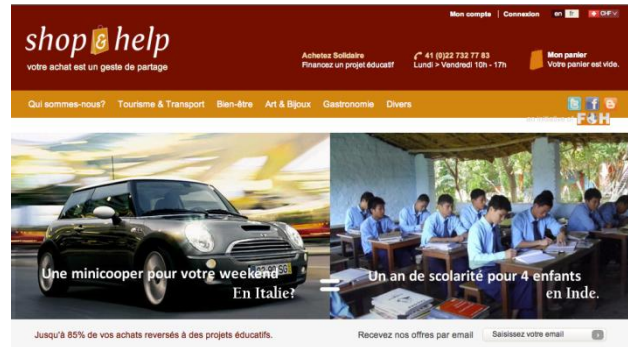 Mon compte | Connexion en fr CHF
shop & help
votre achat est un geste de partage
Achetez Solidaire
Financez un projet éducatif
41 (0)22 732 77 83
Lundi > Vendredi 10h - 17h
Mon panier
Votre panier est vide.
Qui sommes-nous? Tourisme & Transport Bien-être Art & Bijoux Gastronomie Divers
F&H
Une minicooper pour votre weekend
En Italie?
=
Un an de scolarité pour 4 enfants
en Inde.
Jusqu'à 85% de vos achats reversés à des projets éducatifs.
Recevez nos offres par email Saisissez votre email